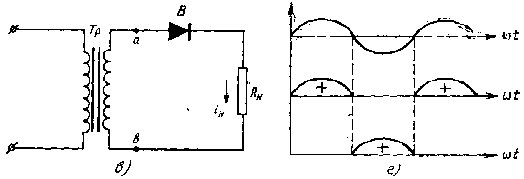 Тр
В
а
iн
Rн
в
б)
ωt
+
+
ωt
+
ωt
г)